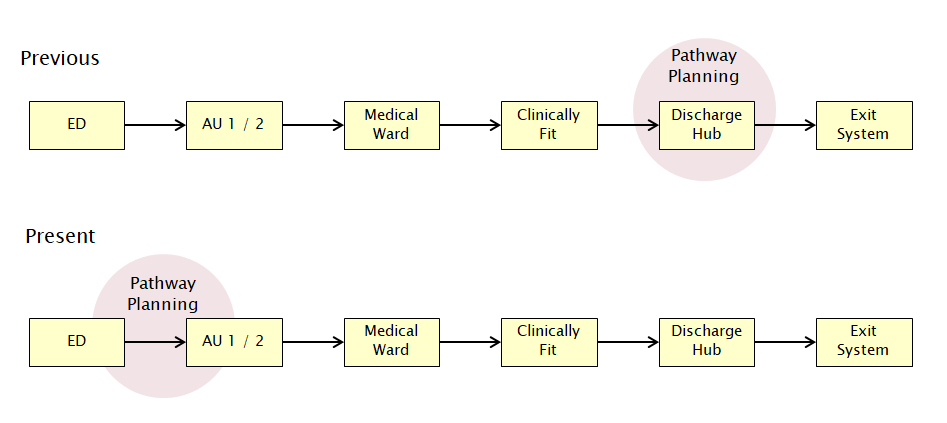 Previous
Pathway
Planning
ED
AU 1 / 2
Medical
Ward
Clinically
Fit
Discharge
Hub
Exit
System
Present
Pathway
Planning
ED
AU 1 / 2
Medical
Ward
Clinically
Fit
Discharge
Hub
Exit
System